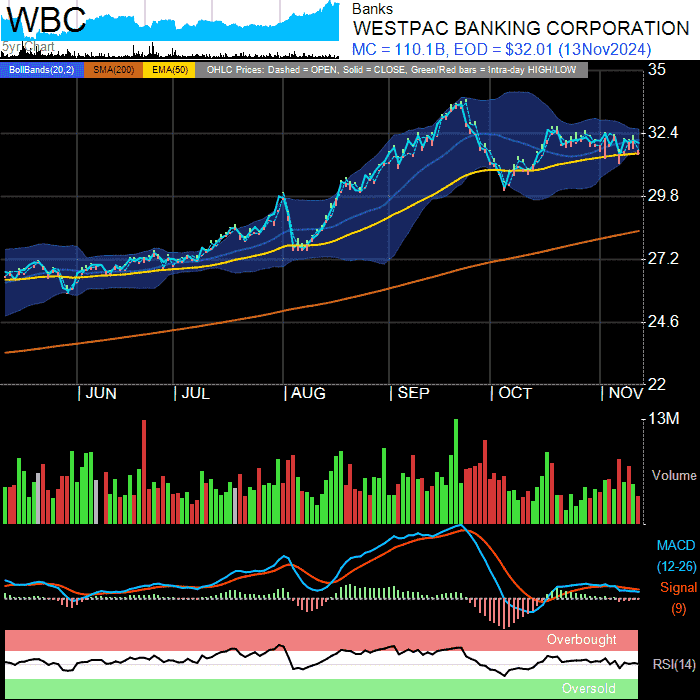 WBC
5yr Chart
Banks
WESTPAC BANKING CORPORATION
MC = 110.1B, EOD = $32.01 (13Nov2024)
BollBands(20,2) SMA(200) EMA(50) OHLC Prices: Dashed = OPEN, Solid = CLOSE, Green/Red bars = Intra-day HIGH/LOW
35
32.4
29.8
27.2
24.6
22
| JUN | JUL | AUG | SEP | OCT | NOV
13M
Volume
MACD
(12-26)
Signal
(9)
Overbought
RSI(14)
Oversold